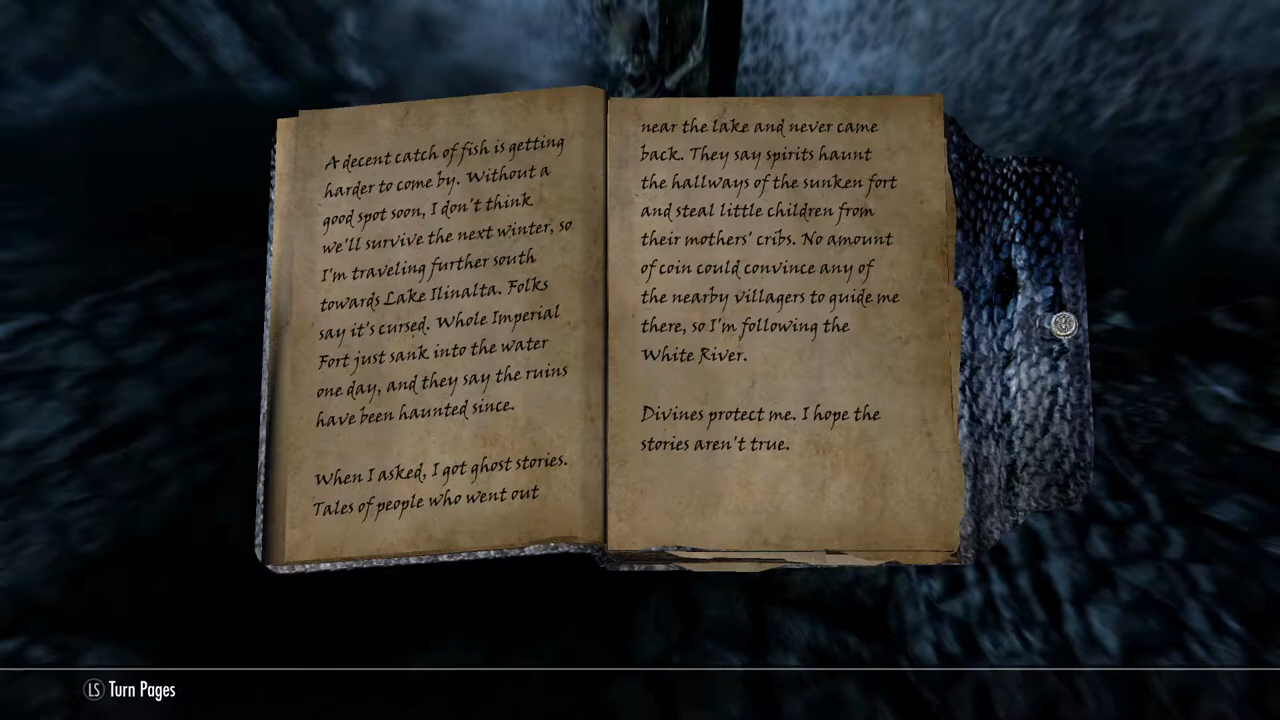 A decent catch of fish is getting
harder to come by. Without a
good spot soon, I don't think
we'll survive the next winter, so
I'm traveling further south
towards Lake Ilinalta. Folks
say it's cursed. Whole Imperial
Fort just sank into the water
one day, and they say the ruins
have been haunted since.
When I asked, I got ghost stories.
Tales of people who went out
near the lake and never came
back. They say spirits haunt
the hallways of the sunken fort
and steal little children from
their mothers' cribs. No amount
of coin could convince any of
the nearby villagers to guide me
there, so I'm following the
White River.
Divines protect me. I hope the
stories aren't true.
LS Turn Pages